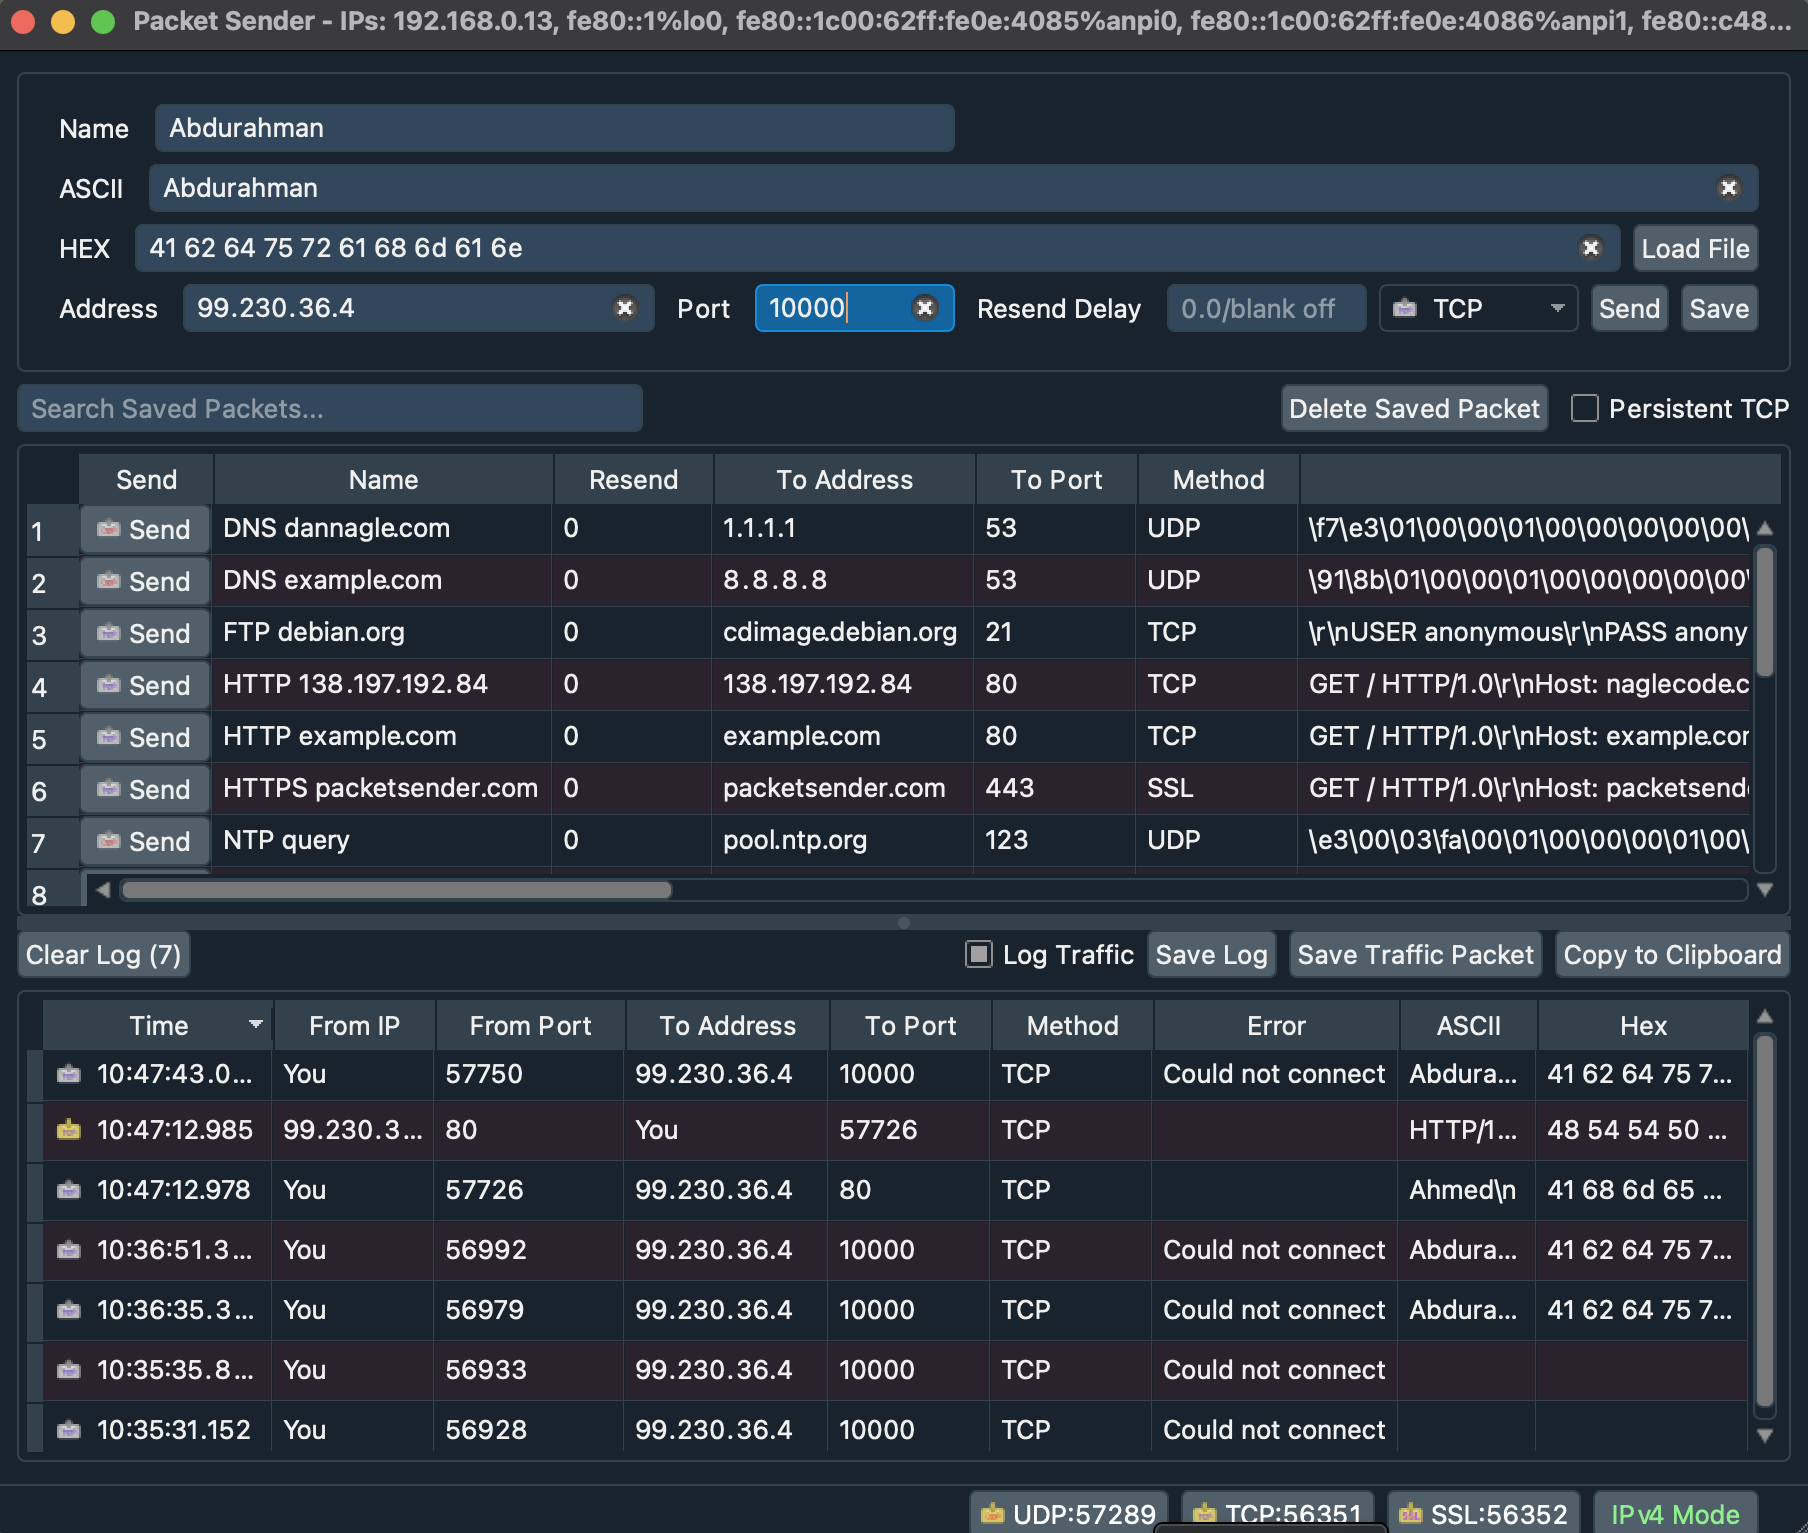 Packet Sender - IPs: 192.168.0.13, fe80::1%lo0, fe80::1c00:62ff:fe0e:4085%anpi0, fe80::1c00:62ff:fe0e:4086%anpi1, fe80::c48...
Name Abdurahman
ASCII Abdurahman
HEX 41 62 64 75 72 61 68 6d 61 6e Load File
Address 99.230.36.4 Port 10000 Resend Delay 0.0/blank off TCP Send Save
Search Saved Packets... Delete Saved Packet Persistent TCP
Send Name Resend To Address To Port Method
1 Send DNS dannagle.com 0 1.1.1.1 53 UDP \f7\e3\01\00\00\01\00\00\00\00\00\
2 Send DNS example.com 0 8.8.8.8 53 UDP \91\8b\01\00\00\01\00\00\00\00\00\
3 Send FTP debian.org 0 cdimage.debian.org 21 TCP \r\nUSER anonymous\r\nPASS anony
4 Send HTTP 138.197.192.84 0 138.197.192.84 80 TCP GET / HTTP/1.0\r\nHost: naglecode.c
5 Send HTTP example.com 0 example.com 80 TCP GET / HTTP/1.0\r\nHost: example.cor
6 Send HTTPS packetsender.com 0 packetsender.com 443 SSL GET / HTTP/1.0\r\nHost: packetsend
7 Send NTP query 0 pool.ntp.org 123 UDP \e3\00\03\fa\00\01\00\00\00\01\00\
8
Clear Log (7) Log Traffic Save Log Save Traffic Packet Copy to Clipboard
Time From IP From Port To Address To Port Method Error ASCII Hex
10:47:43.0... You 57750 99.230.36.4 10000 TCP Could not connect Abdura... 41 62 64 75 7...
10:47:12.985 99.230.3... 80 You 57726 TCP HTTP/1... 48 54 54 50 ...
10:47:12.978 You 57726 99.230.36.4 80 TCP Ahmed\n 41 68 6d 65 ...
10:36:51.3... You 56992 99.230.36.4 10000 TCP Could not connect Abdura... 41 62 64 75 7...
10:36:35.3... You 56979 99.230.36.4 10000 TCP Could not connect Abdura... 41 62 64 75 7...
10:35:35.8... You 56933 99.230.36.4 10000 TCP Could not connect
10:35:31.152 You 56928 99.230.36.4 10000 TCP Could not connect
UDP:57289 TCP:56351 SSL:56352 IPv4 Mode